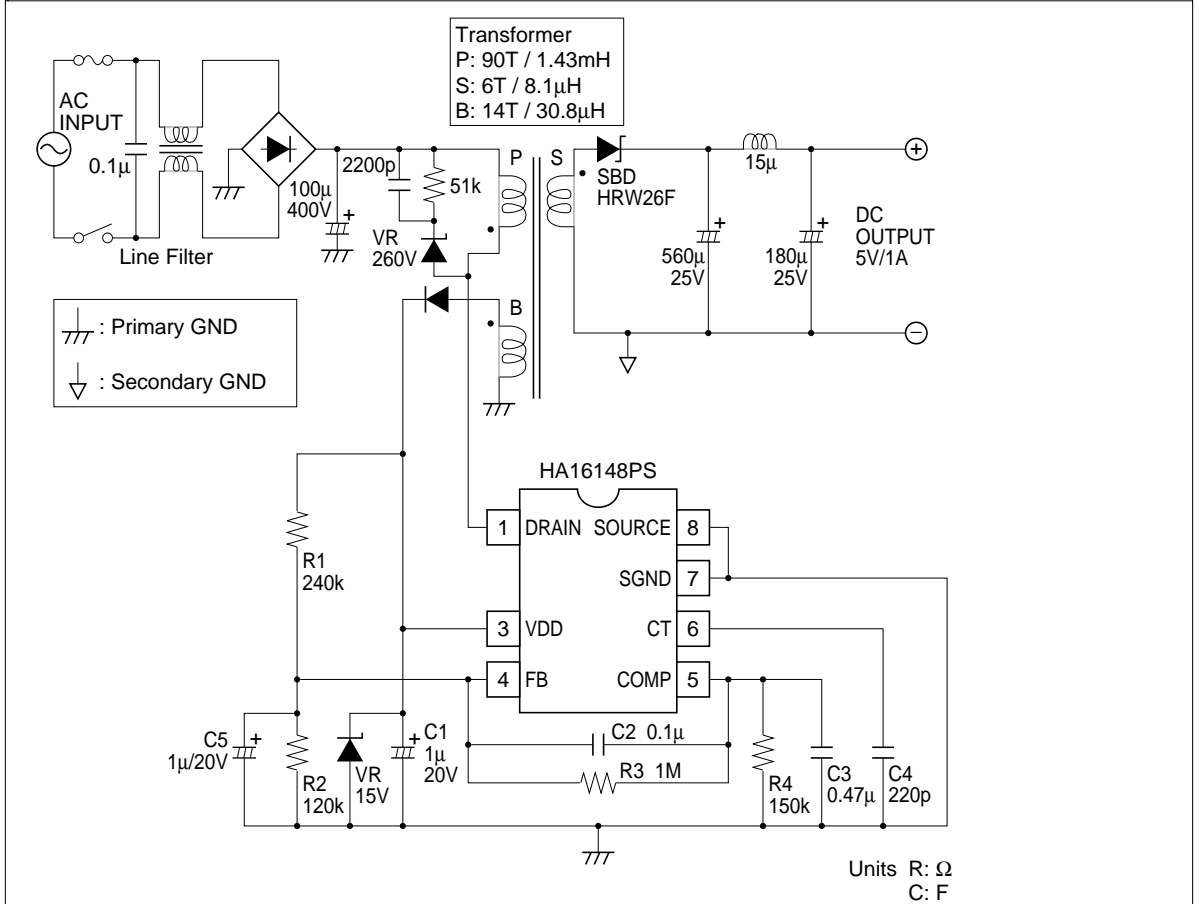 Transformer
P: 90T / 1.43mH
S: 6T / 8.1μH
B: 14T / 30.8μH
AC
INPUT
0.1μ
Line Filter
100μ
400V
+
2200p
51k
VR
260V
P
S
B
SBD
HRW26F
15μ
560μ
25V
+
180μ
25V
+
DC
OUTPUT
5V/1A
+
−
: Primary GND
: Secondary GND
HA16148PS
1 DRAIN SOURCE 8
SGND 7
3 VDD CT 6
4 FB COMP 5
R1
240k
C5
1μ/20V
+
R2
120k
VR
15V
C1
1μ
20V
+
C2 0.1μ
R3 1M
R4
150k
C3
0.47μ
C4
220p
Units R: Ω
C: F